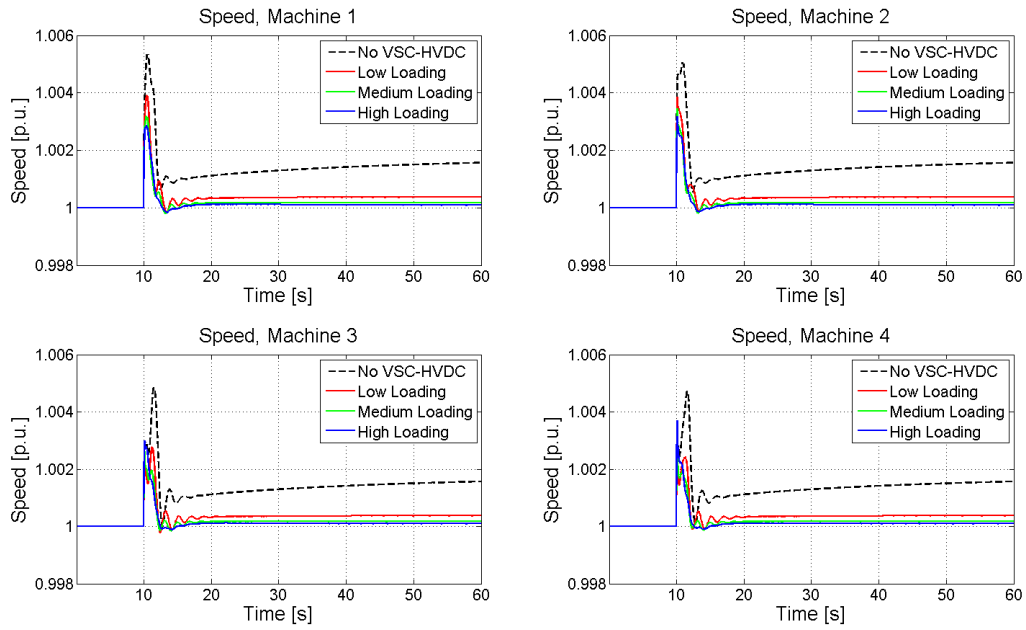 Speed, Machine 1
Speed [p.u.]
1.006
1.004
1.002
1
0.998
No VSC-HVDC
Low Loading
Medium Loading
High Loading
10
20
30
40
50
60
Time [s]
Speed, Machine 2
Speed [p.u.]
1.006
1.004
1.002
1
0.998
No VSC-HVDC
Low Loading
Medium Loading
High Loading
10
20
30
40
50
60
Time [s]
Speed, Machine 3
Speed [p.u.]
1.006
1.004
1.002
1
0.998
No VSC-HVDC
Low Loading
Medium Loading
High Loading
10
20
30
40
50
60
Time [s]
Speed, Machine 4
Speed [p.u.]
1.006
1.004
1.002
1
0.998
No VSC-HVDC
Low Loading
Medium Loading
High Loading
10
20
30
40
50
60
Time [s]